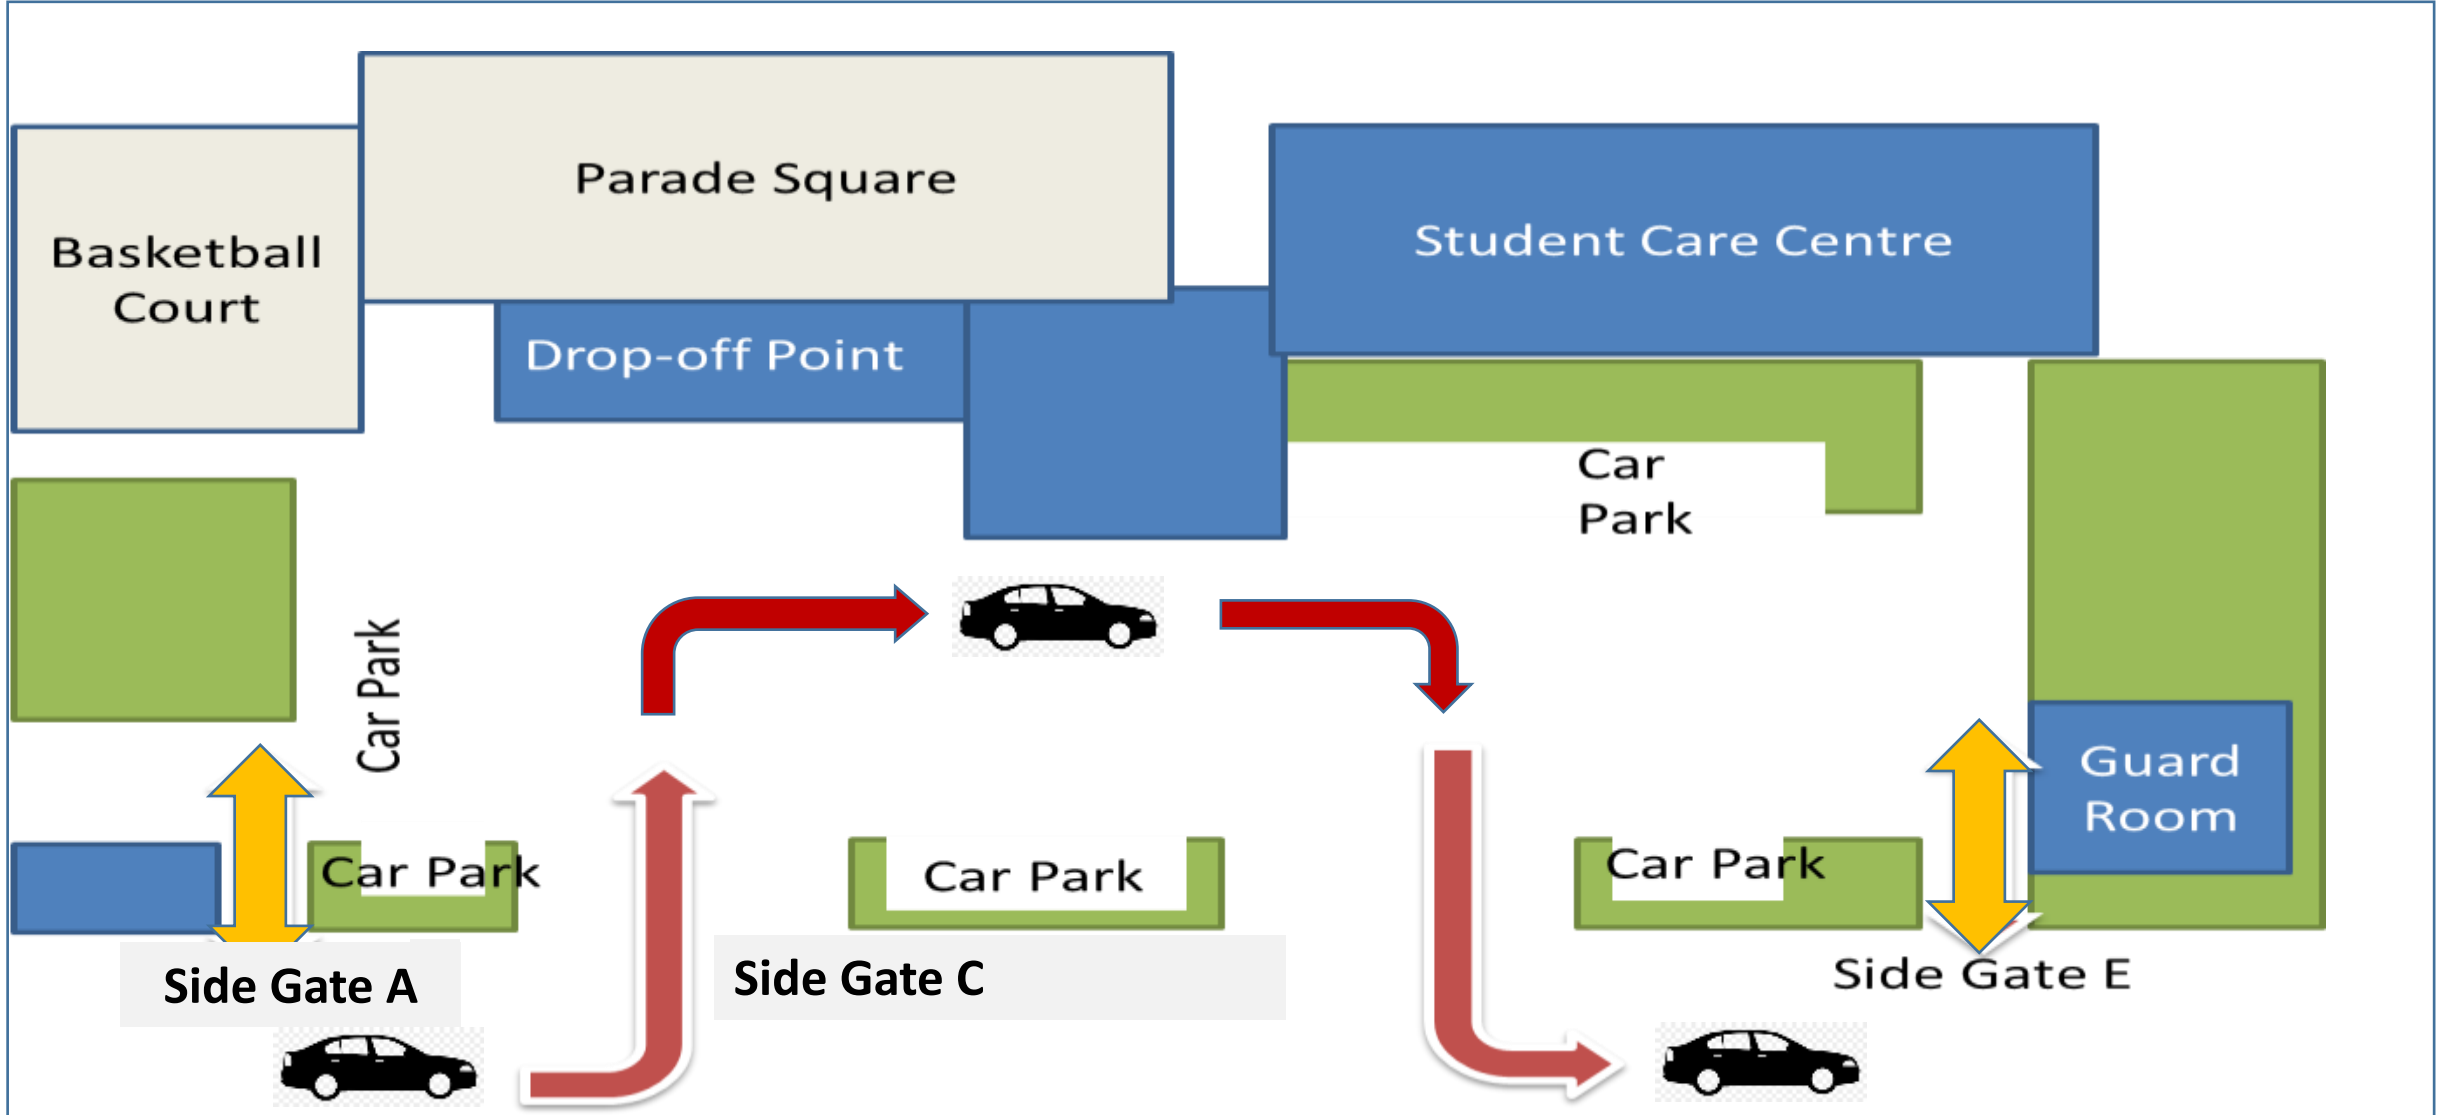 Parade Square
Basketball
Court
Student Care Centre
Drop-off Point
Car
Park
Car Park
Guard
Room
Car Park
Car Park
Car Park
Side Gate A
Side Gate C
Side Gate E